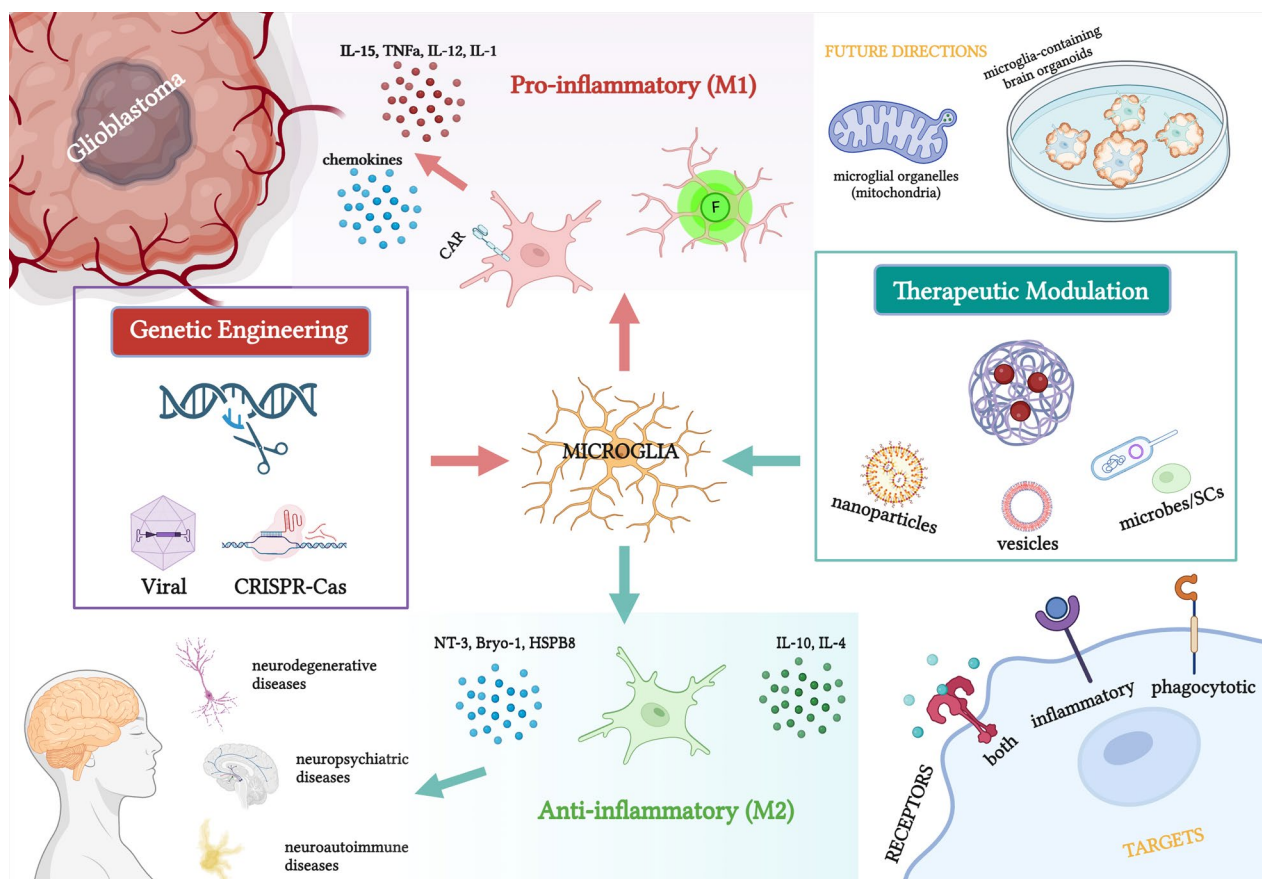 Glioblastoma
IL-15, TNFa, IL-12, IL-1
Pro-inflammatory (M1)
chemokines
CAR
F
FUTURE DIRECTIONS
microglia-containing
brain organoids
microglial organelles
(mitochondria)
Genetic Engineering
Viral
CRISPR-Cas
MICROGLIA
Therapeutic Modulation
nanoparticles
vesicles
microbes/SCs
neurodegenerative
diseases
neuropsychiatric
diseases
neuroautoimmune
diseases
NT-3, Bryo-1, HSPB8
IL-10, IL-4
Anti-inflammatory (M2)
RECEPTORS
both
inflammatory
phagocytotic
TARGETS